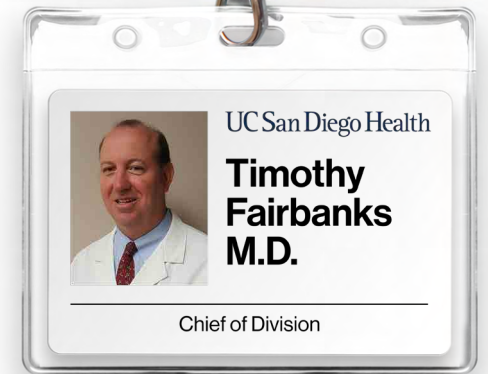 UC San Diego Health
Timothy
Fairbanks
M.D.
Chief of Division